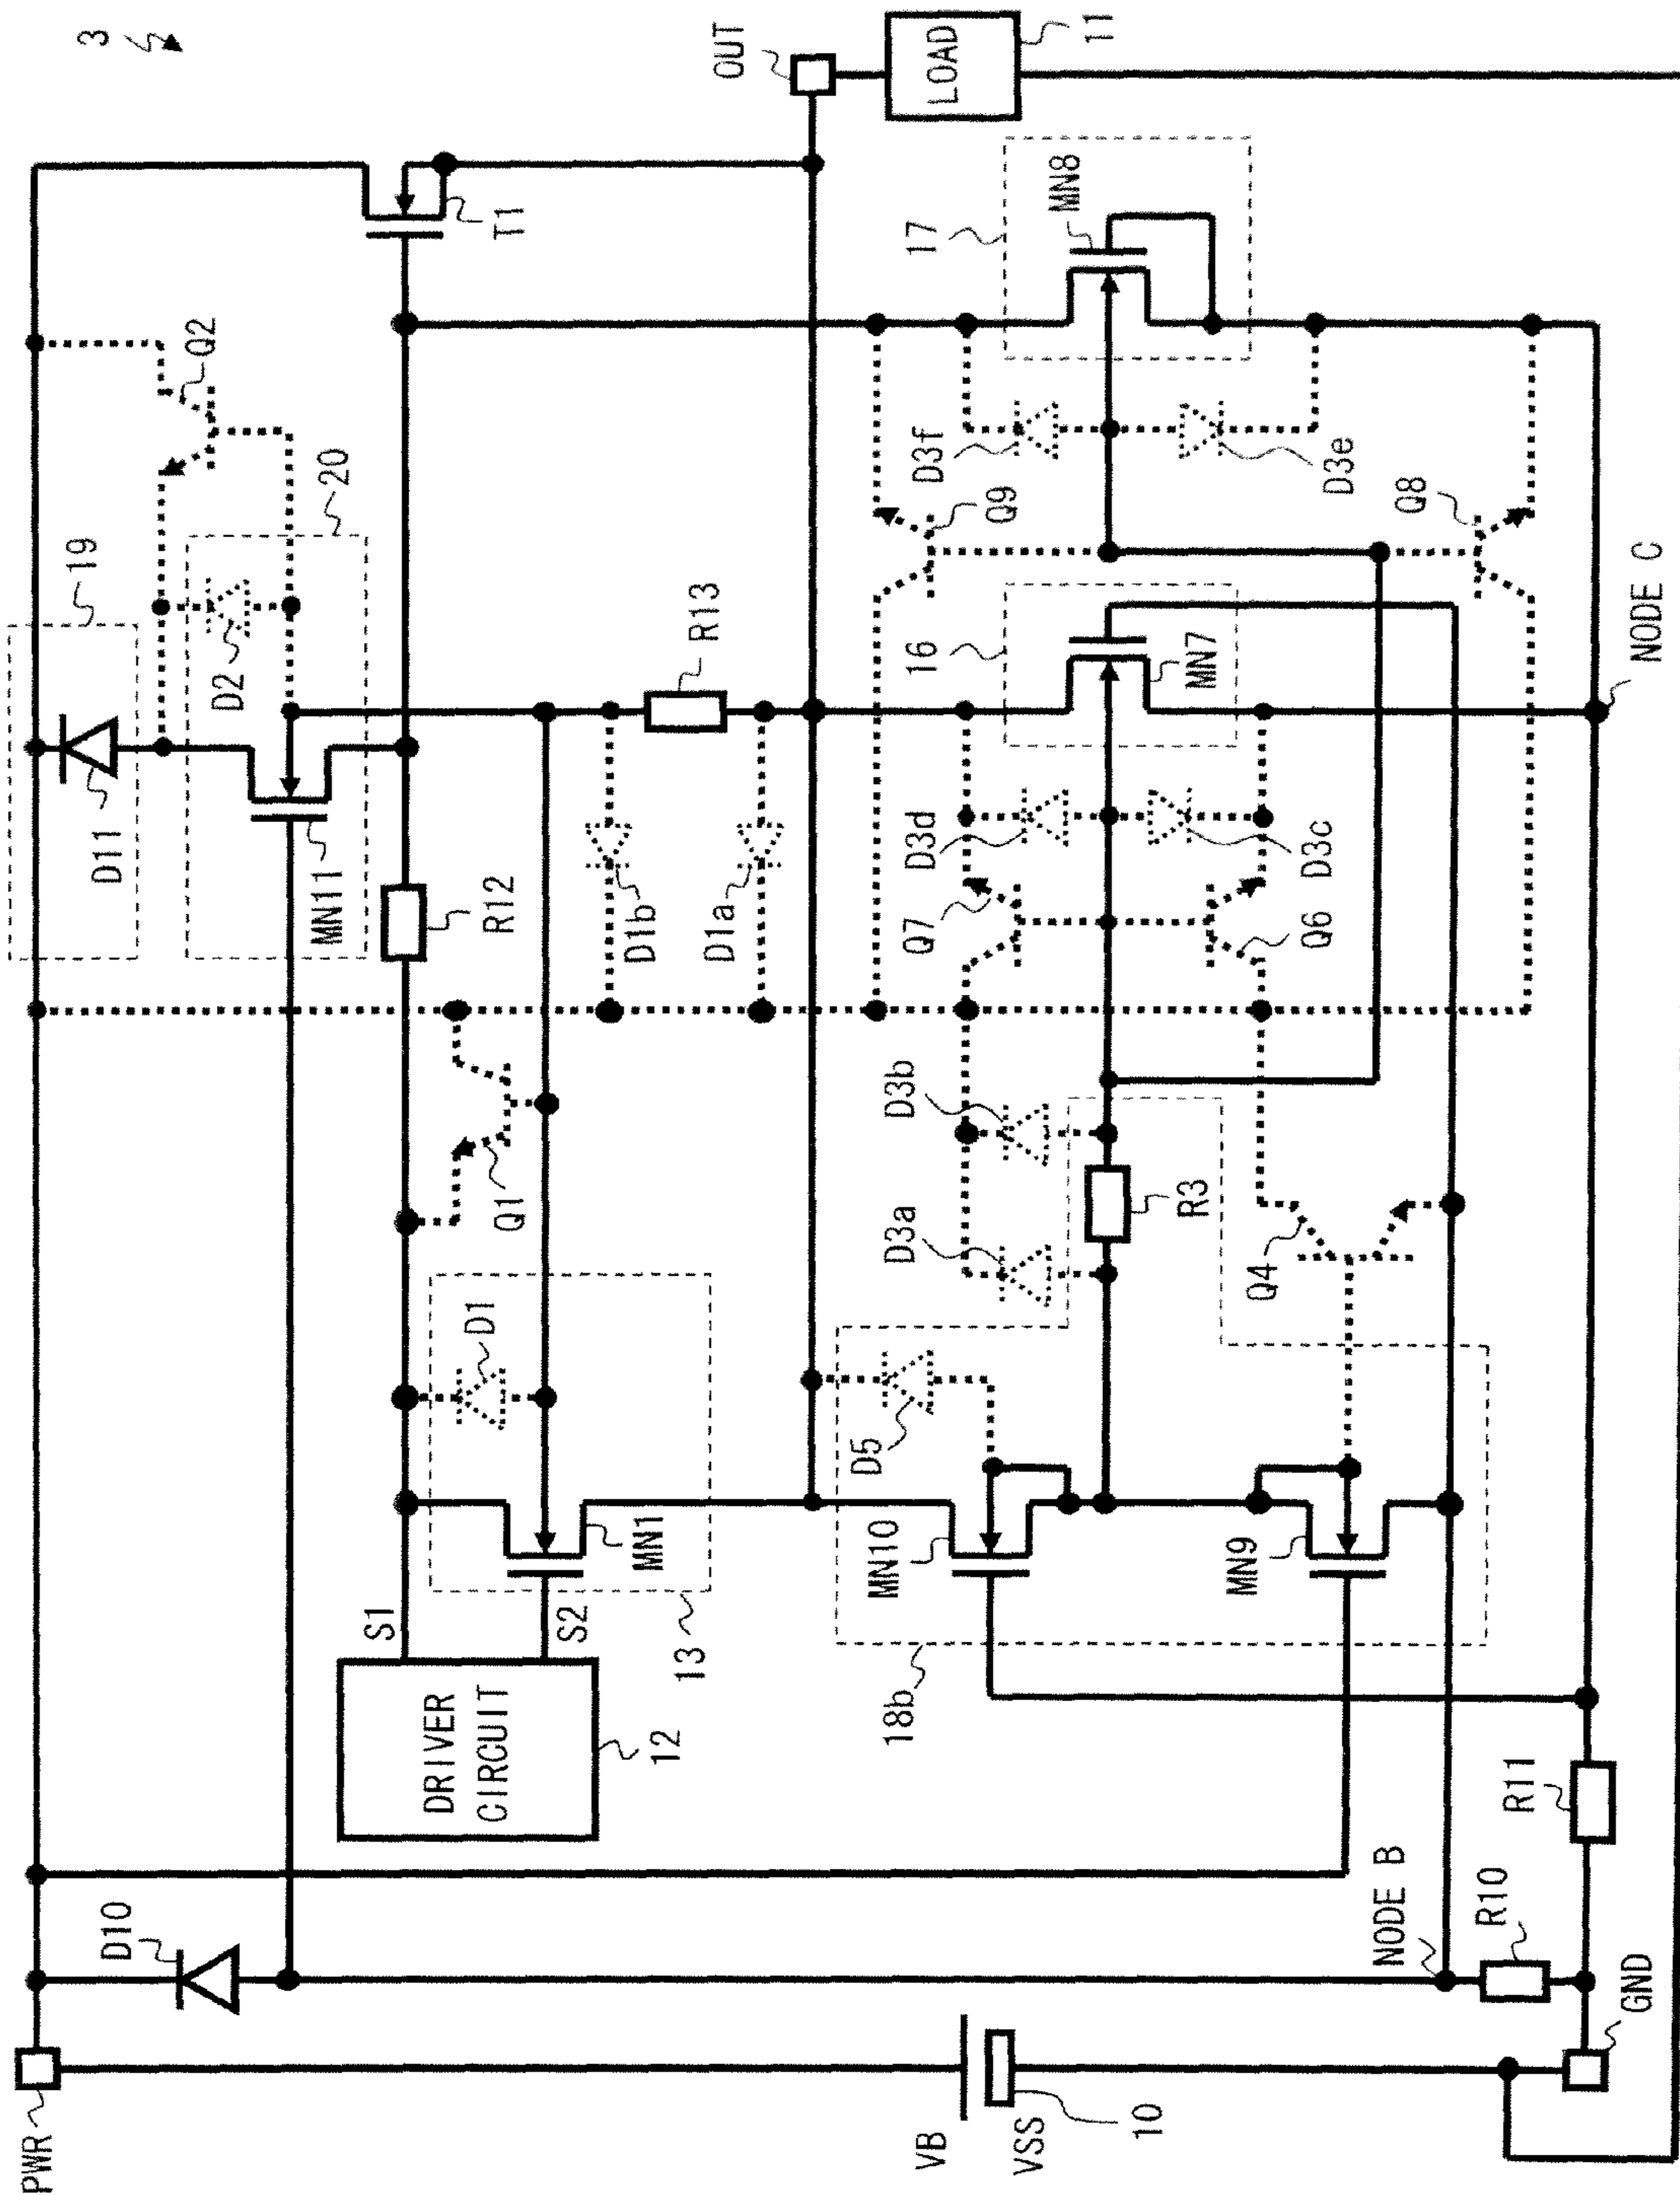 3
PWR
VB
VSS
10
GND
D10
NODE B
R10
R11
DRIVER
CIRCUIT
12
S1
S2
13
MN1
D1
Q1
R12
D11
19
MN11
D2
20
Q2
T1
OUT
LOAD
11
R13
D1b
D1a
18b
MN10
MN9
D5
D3a
D3b
R3
Q4
Q7
Q6
D3d
D3c
16
MN7
Q9
Q8
D3f
D3e
17
MN8
NODE C